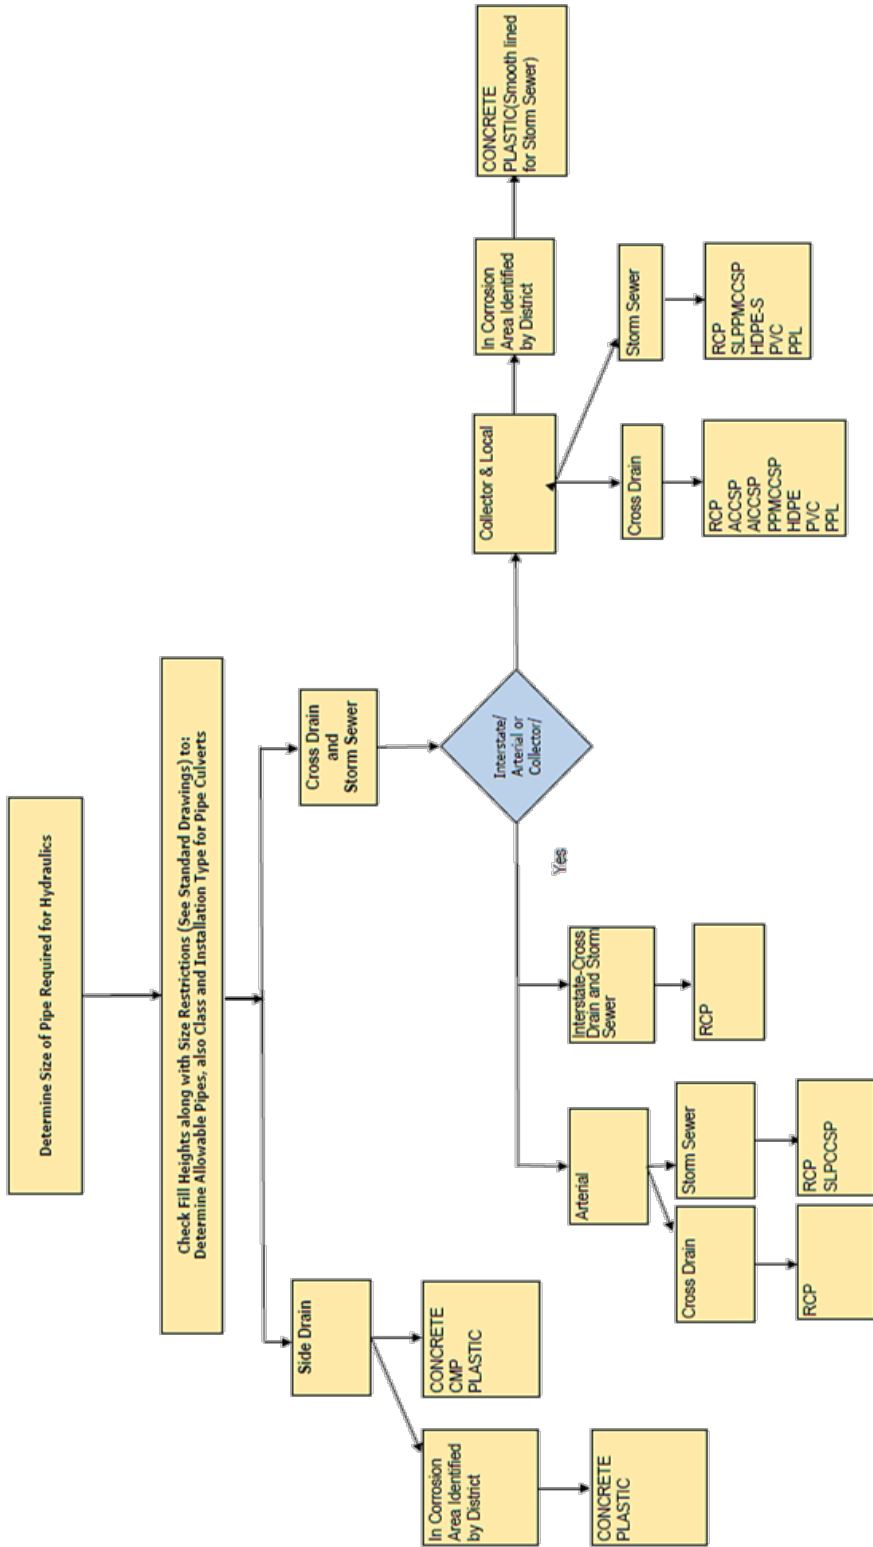 Determine Size of Pipe Required for Hydraulics
Check Fill Heights along with Size Restrictions (See Standard Drawings) to:
Determine Allowable Pipes, also Class and Installation Type for Pipe Culverts
Side Drain
In Corrosion
Area Identified
by District
CONCRETE
PLASTIC
CONCRETE
CMP
PLASTIC
Cross Drain
and
Storm Sewer
Interstate/
Arterial or
Collector/
Yes
Arterial
Cross Drain
RCP
Storm Sewer
RCP
SLPCCSP
Interstate-Cross
Drain and Storm
Sewer
RCP
Collector & Local
Cross Drain
RCP
ACCSP
AlCCSP
PPMCCSP
HDPE
PVC
PPL
Storm Sewer
RCP
SLPPMCCSP
HDPE-S
PVC
PPL
In Corrosion
Area Identified
by District
CONCRETE
PLASTIC(Smooth lined
for Storm Sewer)